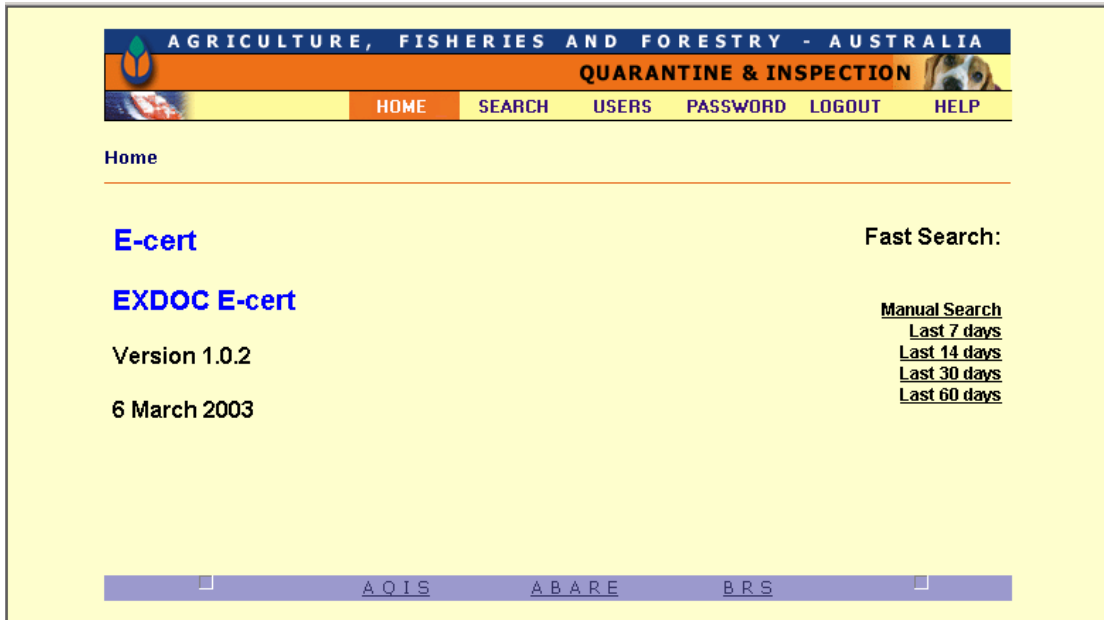 AGRICULTURE, FISHERIES AND FORESTRY - AUSTRALIA
QUARANTINE & INSPECTION
HOME SEARCH USERS PASSWORD LOGOUT HELP
Home
E-cert
Fast Search:
EXDOC E-cert
Manual Search
Last 7 days
Version 1.0.2
Last 14 days
Last 30 days
Last 60 days
6 March 2003
AQIS ABARE BRS